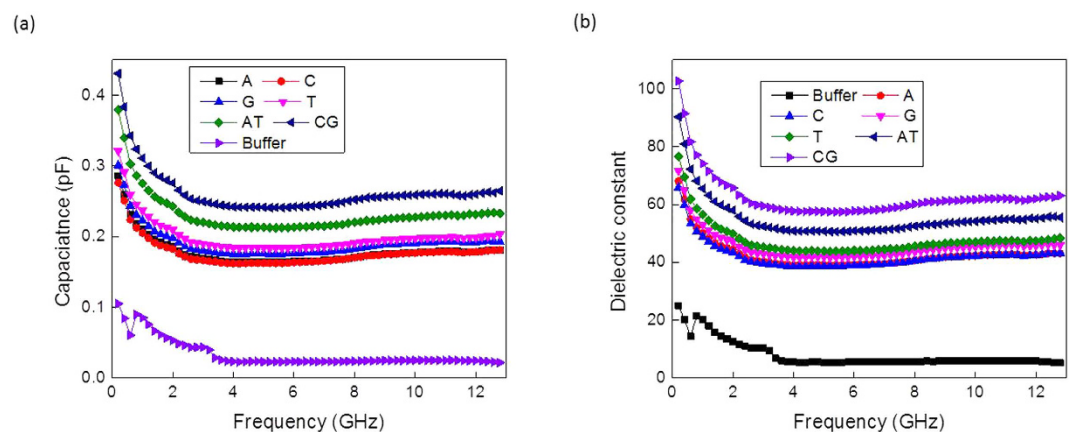 (a)
(b)
Capaciatnce (pF)
0.4
0.3
0.2
0.1
0.0
A C
G T
AT CG
Buffer
0 2 4 6 8 10 12
Frequency (GHz)
Dielectric constant
100
80
60
40
20
0
Buffer A
C G
T AT
CG
0 2 4 6 8 10 12
Frequency (GHz)